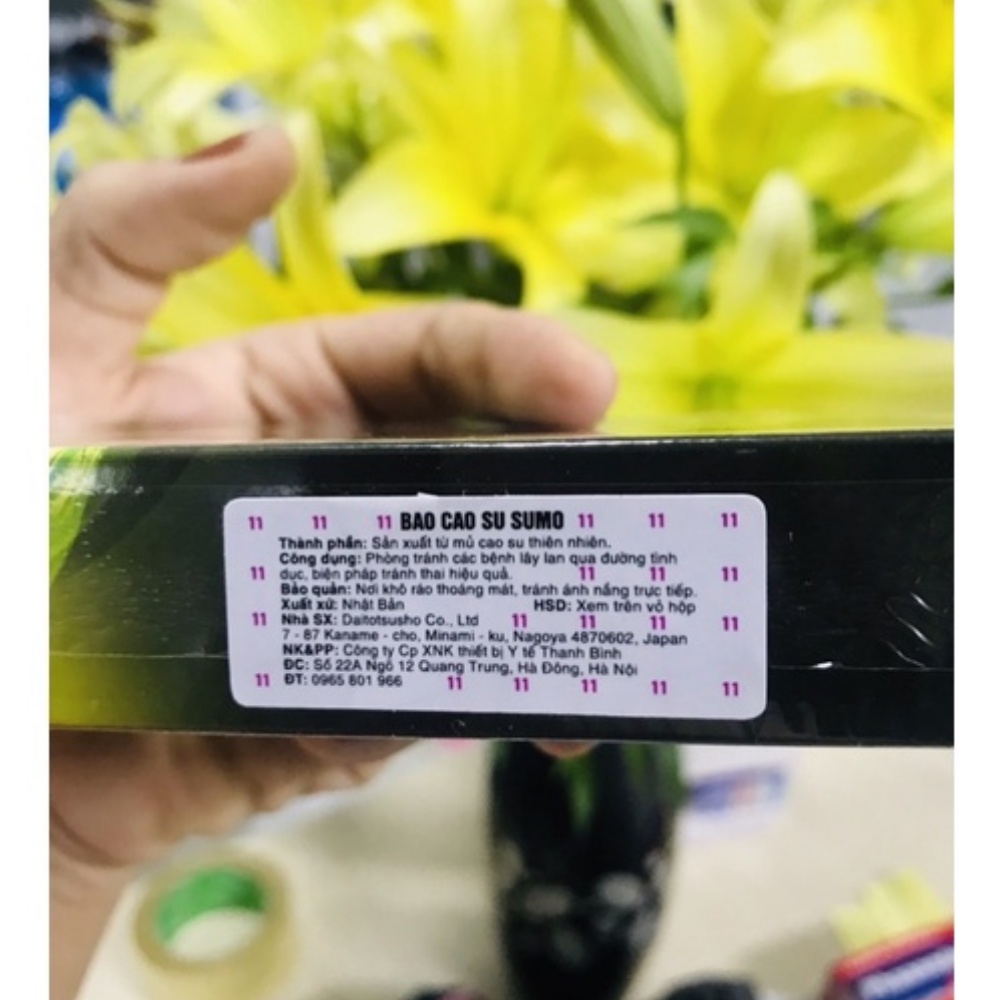 11 11 11 BAO CAO SU SUMO 11 11 11
Thành phần: Sản xuất từ mủ cao su thiên nhiên.
Công dụng: Phòng tránh các bệnh lây lan qua đường tình
11 dục, biện pháp tránh thai hiệu quả. 11 11 11
Bảo quản: Nơi khô ráo thoáng mát, tránh ánh nắng trực tiếp.
Xuất xứ: Nhật Bản HSD: Xem trên vỏ hộp
11 Nhà SX: Daitotsusho Co., Ltd 11 11 11 11
7 - 87 Kaname - cho, Minami - ku, Nagoya 4870602, Japan
NK&PP: Công ty Cp XNK thiết bị Y tế Thanh Bình
ĐC: Số 22A Ngõ 12 Quang Trung, Hà Đông, Hà Nội
11 ĐT: 0965 801 966 11 11 11 11 11